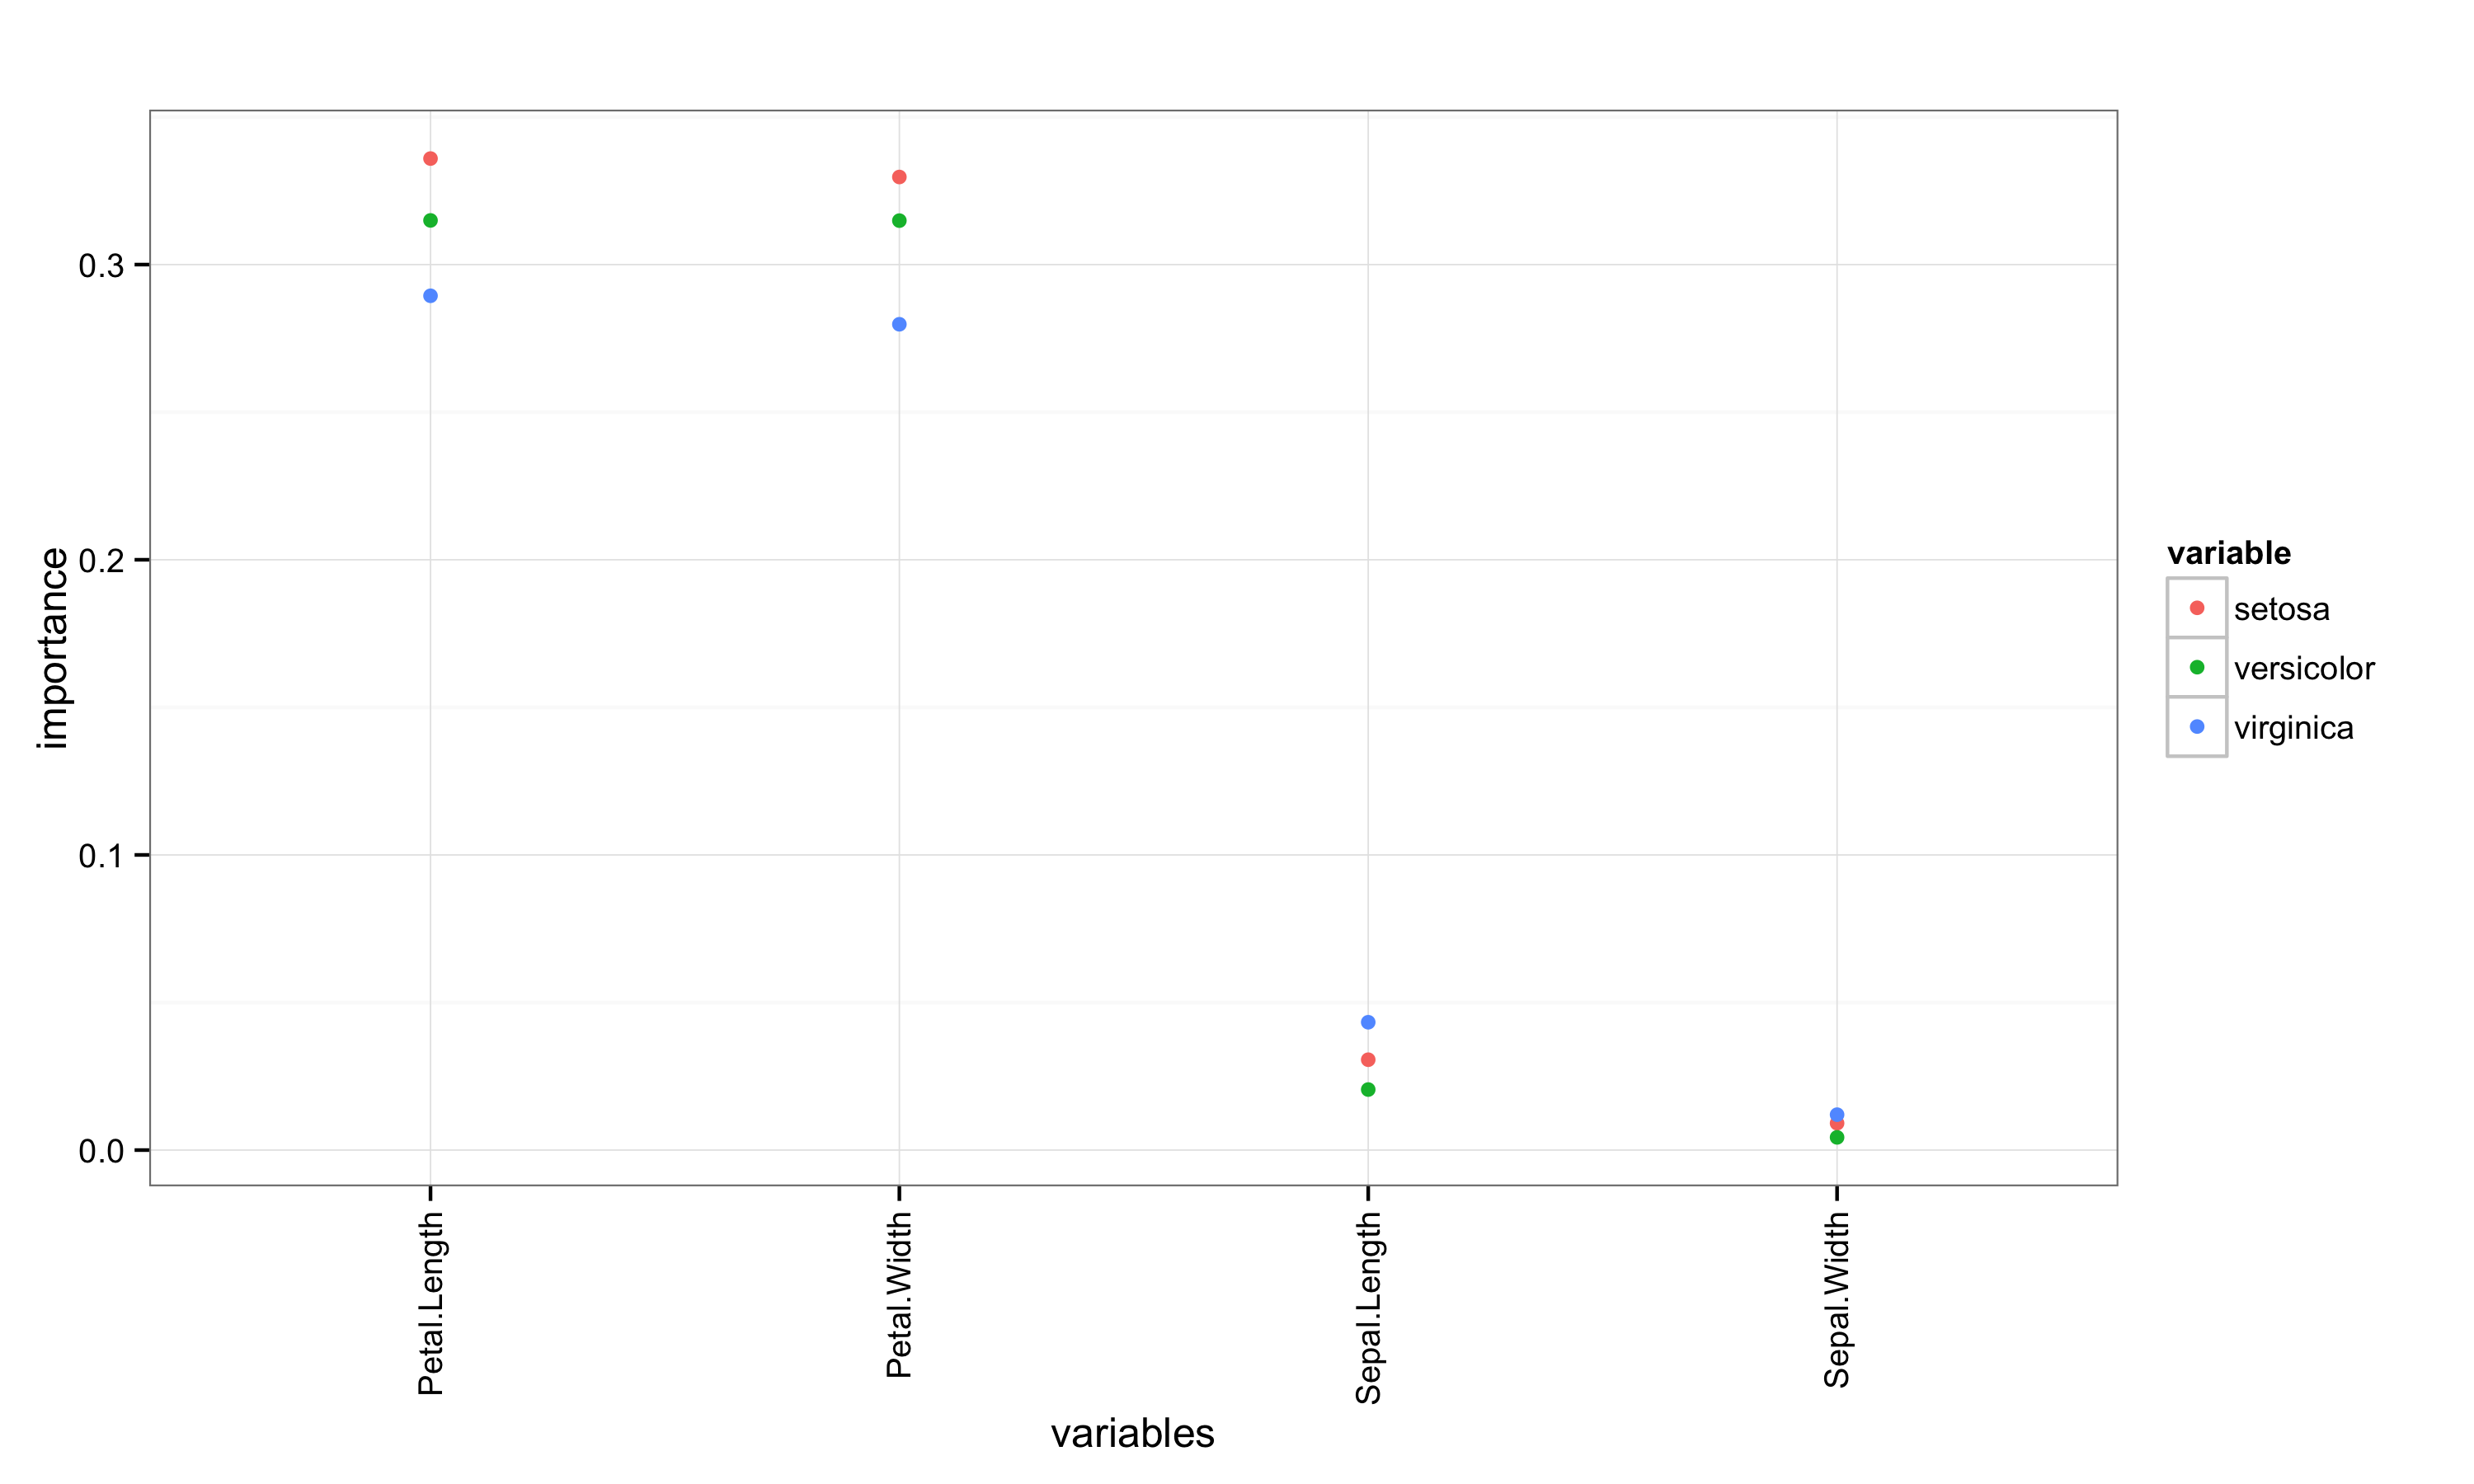 importance
0.3
0.2
0.1
0.0
Petal.Length
Petal.Width
Sepal.Length
Sepal.Width
variables
variable
setosa
versicolor
virginica